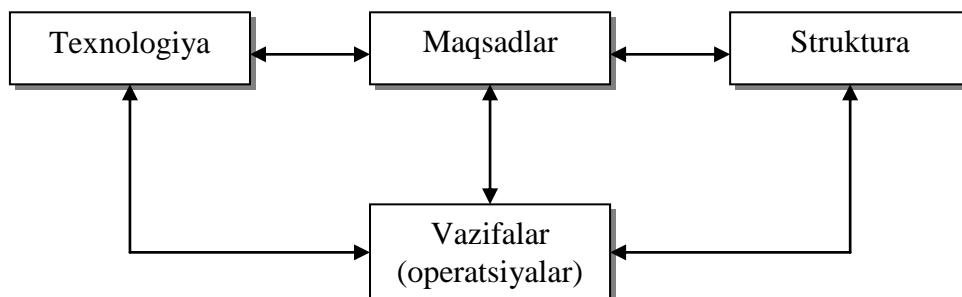 Texnologiya
Maqsadlar
Struktura
Vazifalar
(operatsiyalar)